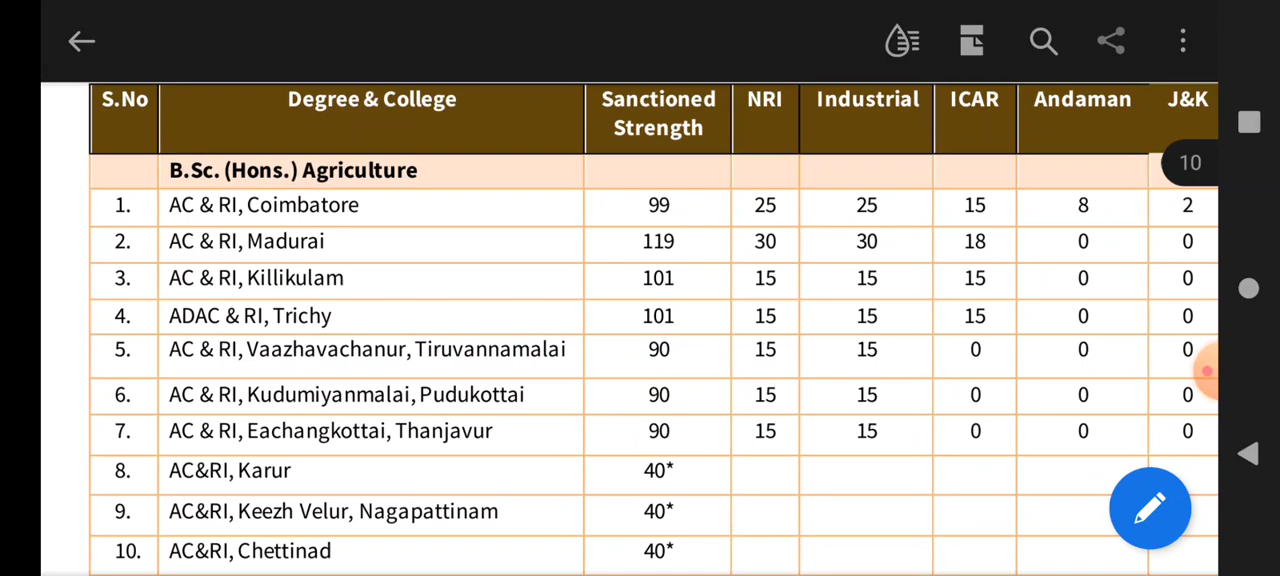 S.No Degree & College Sanctioned Strength NRI Industrial ICAR Andaman J&K
10
B.Sc. (Hons.) Agriculture
1. AC & RI, Coimbatore 99 25 25 15 8 2
2. AC & RI, Madurai 119 30 30 18 0 0
3. AC & RI, Killikulam 101 15 15 15 0 0
4. ADAC & RI, Trichy 101 15 15 15 0 0
5. AC & RI, Vaazhavachanur, Tiruvannamalai 90 15 15 0 0 0
6. AC & RI, Kudumiyanmalai, Pudukottai 90 15 15 0 0 0
7. AC & RI, Eachangkottai, Thanjavur 90 15 15 0 0 0
8. AC&RI, Karur 40*
9. AC&RI, Keezh Velur, Nagapattinam 40*
10. AC&RI, Chettinad 40*